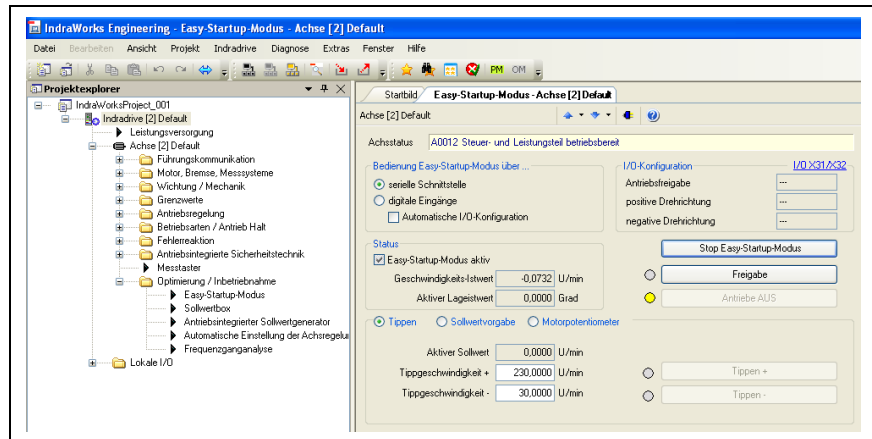 IndraWorks Engineering - Easy-Startup-Modus - Achse [2] Default
Datei Bearbeiten Ansicht Projekt Indradrive Diagnose Extras Fenster Hilfe
PM OM
Projektexplorer
IndraWorksProject_001
Indradrive [2] Default
Leistungsversorgung
Achse [2] Default
Führungskommunikation
Motor, Bremse, Messsysteme
Wichtung / Mechanik
Grenzwerte
Antriebsregelung
Betriebsarten / Antrieb Halt
Fehlerreaktion
Antriebsintegrierte Sicherheitstechnik
Messtaster
Optimierung / Inbetriebnahme
Easy-Startup-Modus
Sollwertbox
Antriebsintegrierter Sollwertgenerator
Automatische Einstellung der Achsregelu
Frequenzganganalyse
Lokale I/O
Startbild Easy-Startup-Modus - Achse [2] Default
Achse [2] Default
Achsstatus A0012 Steuer- und Leistungsteil betriebsbereit
Bedienung Easy-Startup-Modus über ...
serielle Schnittstelle
digitale Eingänge
Automatische I/O-Konfiguration
I/O-Konfiguration I/O X31/X32
Antriebsfreigabe ---
positive Drehrichtung ---
negative Drehrichtung ---
Status
Easy-Startup-Modus aktiv
Geschwindigkeits-Istwert -0,0732 U/min
Aktiver Lageistwert 0,0000 Grad
Stop Easy-Startup-Modus
Freigabe
Antriebe AUS
Tippen Sollwertvorgabe Motorpotentiometer
Aktiver Sollwert 0,0000 U/min
Tippgeschwindigkeit + 230,0000 U/min
Tippgeschwindigkeit - 30,0000 U/min
Tippen +
Tippen -